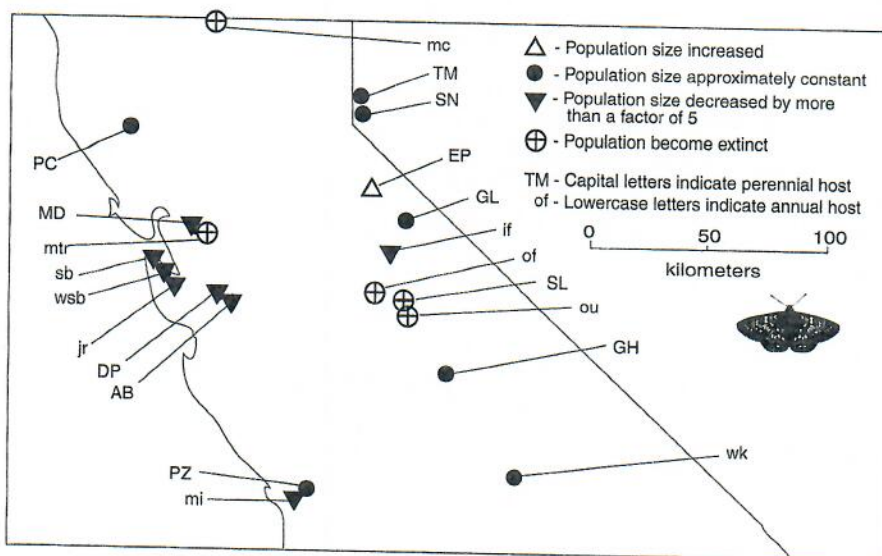 mc
TM
SN
PC
EP
MD
GL
mtr
if
sb
of
wsb
SL
ou
jr
DP
GH
AB
PZ
wk
mi
- Population size increased
- Population size approximately constant
- Population size decreased by more
than a factor of 5
- Population become extinct
TM - Capital letters indicate perennial host
of - Lowercase letters indicate annual host
0 50 100
kilometers